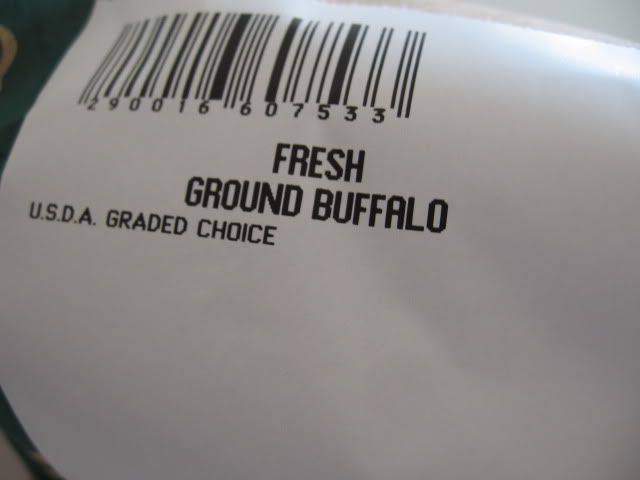 290016 607533
FRESH
GROUND BUFFALO
U.S.D.A. GRADED CHOICE